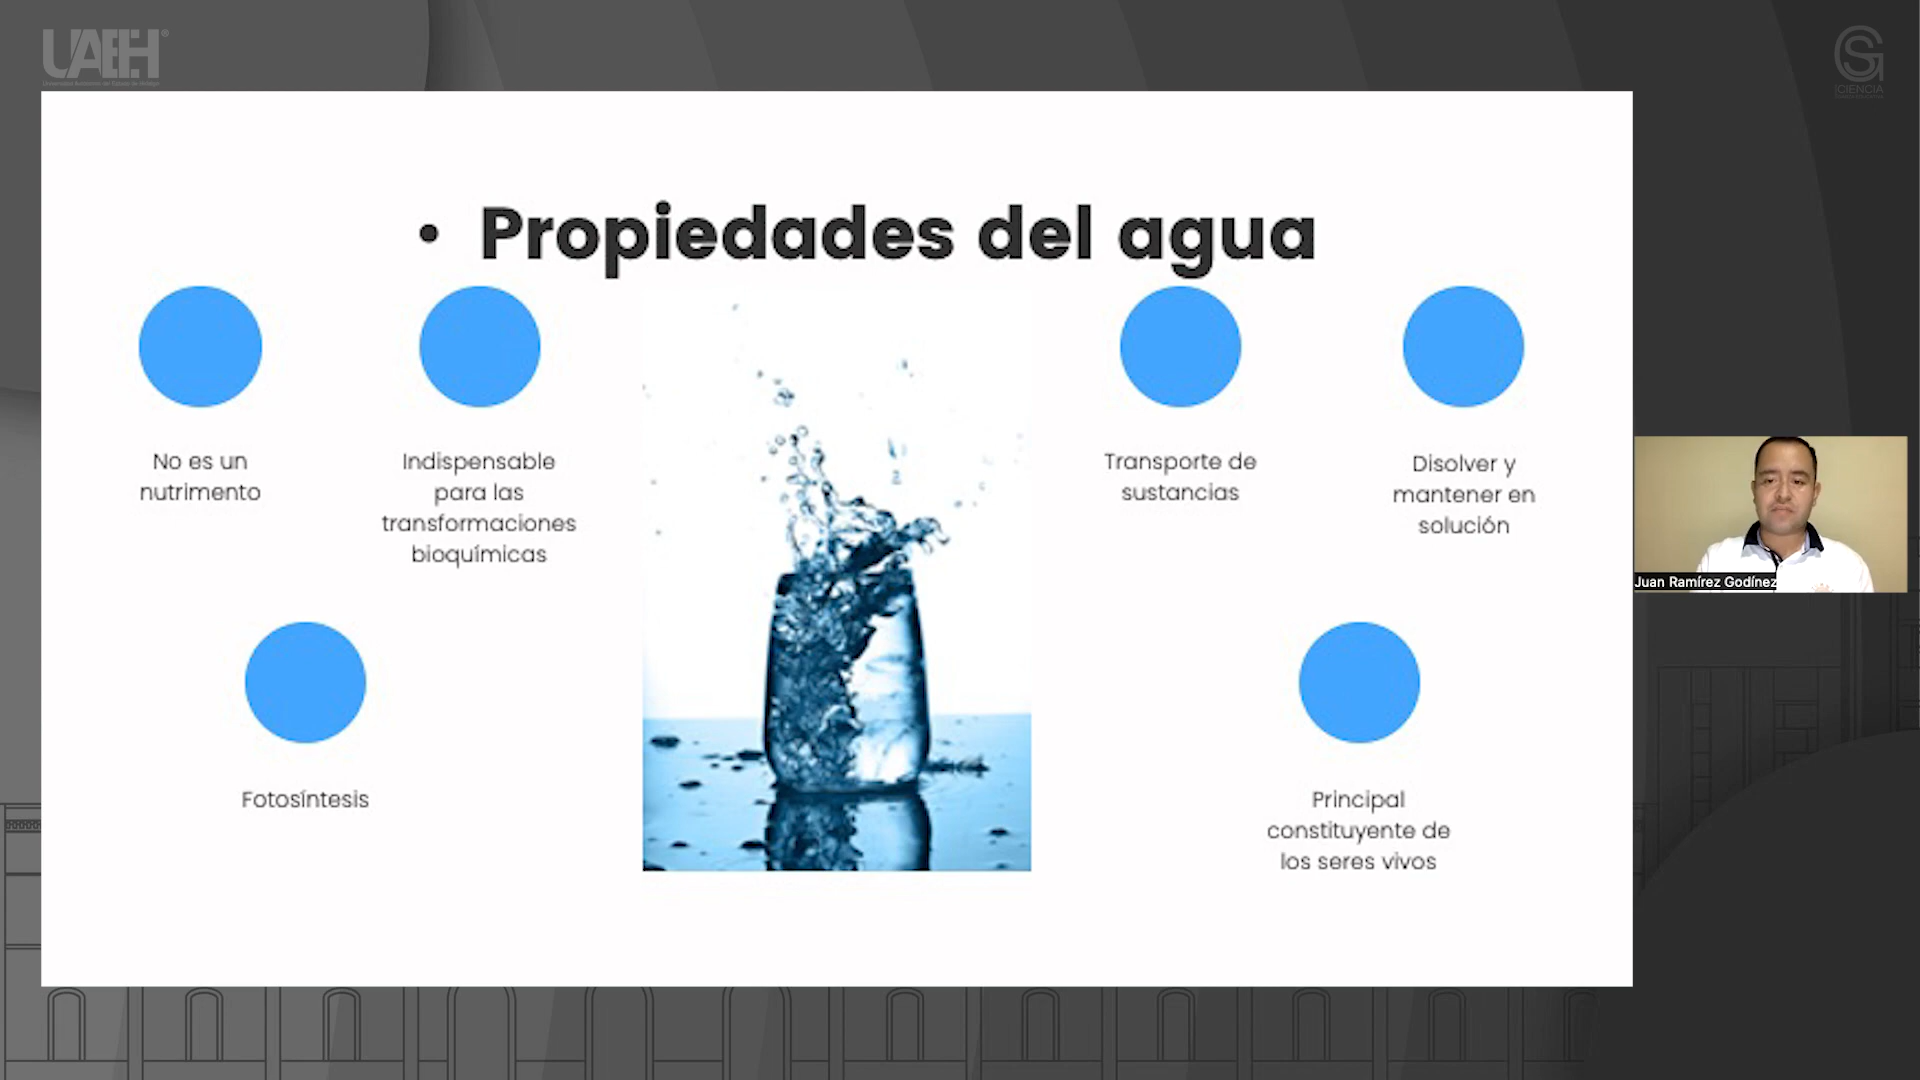 UAEH
CIENCIA
• Propiedades del agua
No es un
nutrimento
Indispensable
para las
transformaciones
bioquímicas
Transporte de
sustancias
Disolver y
mantener en
solución
Fotosíntesis
Principal
constituyente de
los seres vivos
Juan Ramírez Godínez